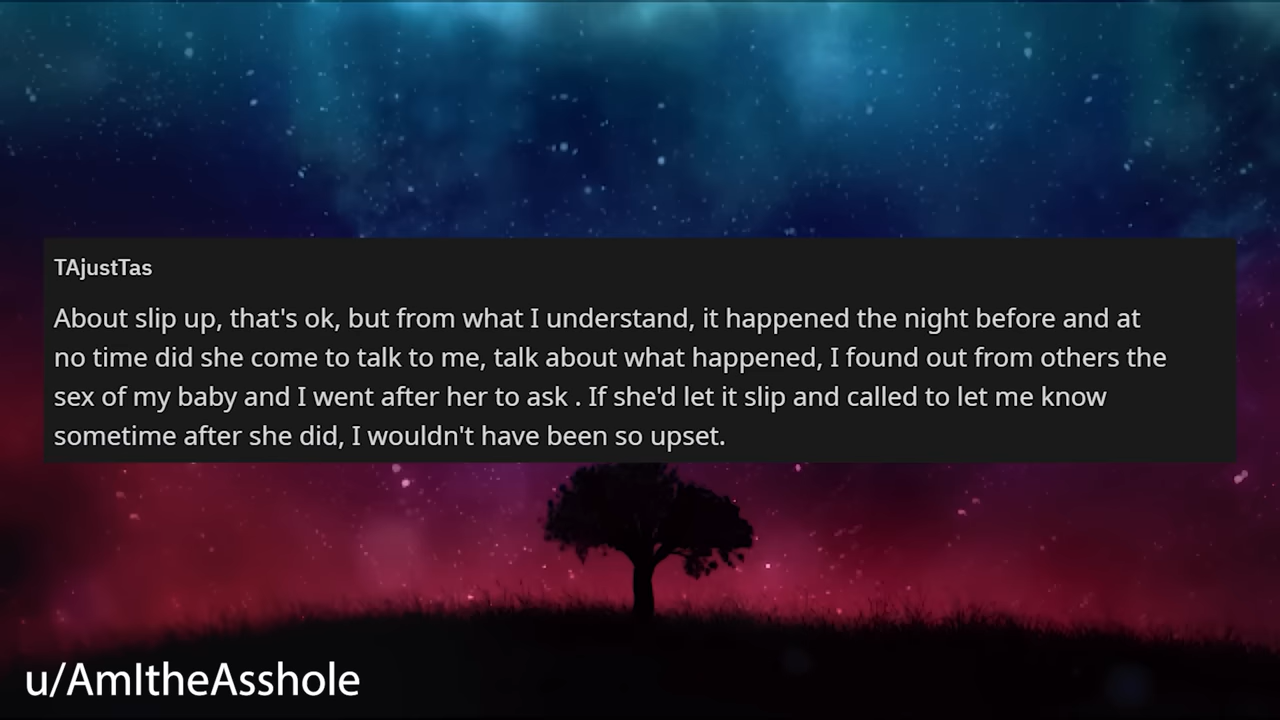 TAjustTas
About slip up, that's ok, but from what I understand, it happened the night before and at
no time did she come to talk to me, talk about what happened, I found out from others the
sex of my baby and I went after her to ask . If she'd let it slip and called to let me know
sometime after she did, I wouldn't have been so upset.
u/AmItheAsshole